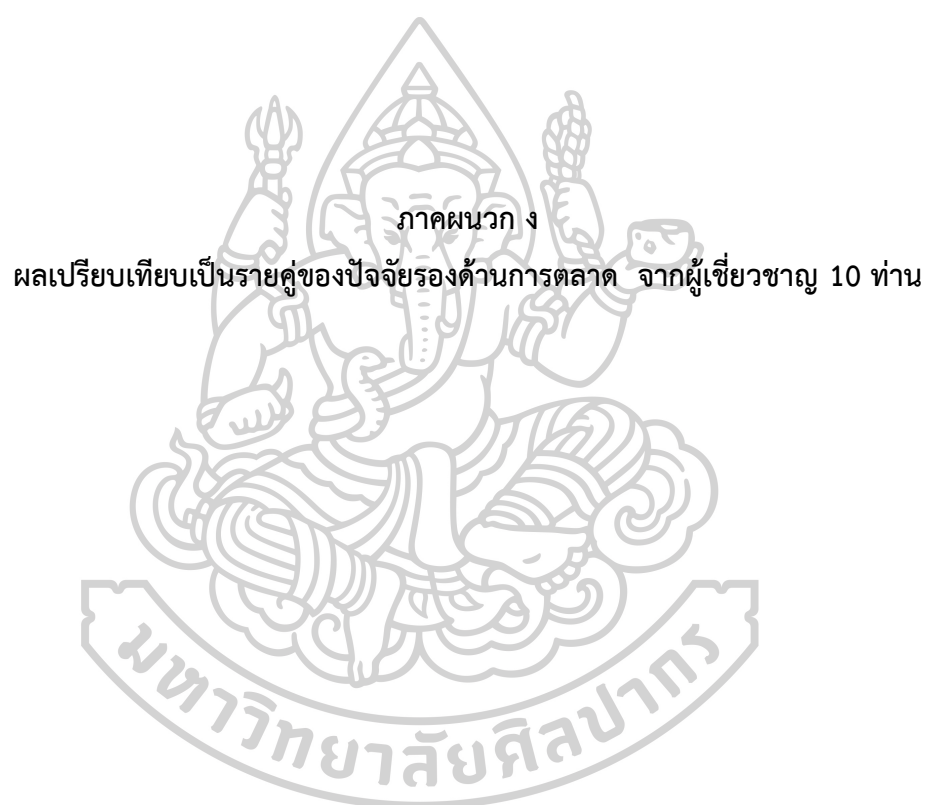 ภาคผนวก ง
ผลเปรียบเทียบเป็นรายคู่ของปัจจัยรองด้านการตลาด จากผู้เชี่ยวชาญ 10 ท่าน
มหาวิทยาลัยศิลปากร